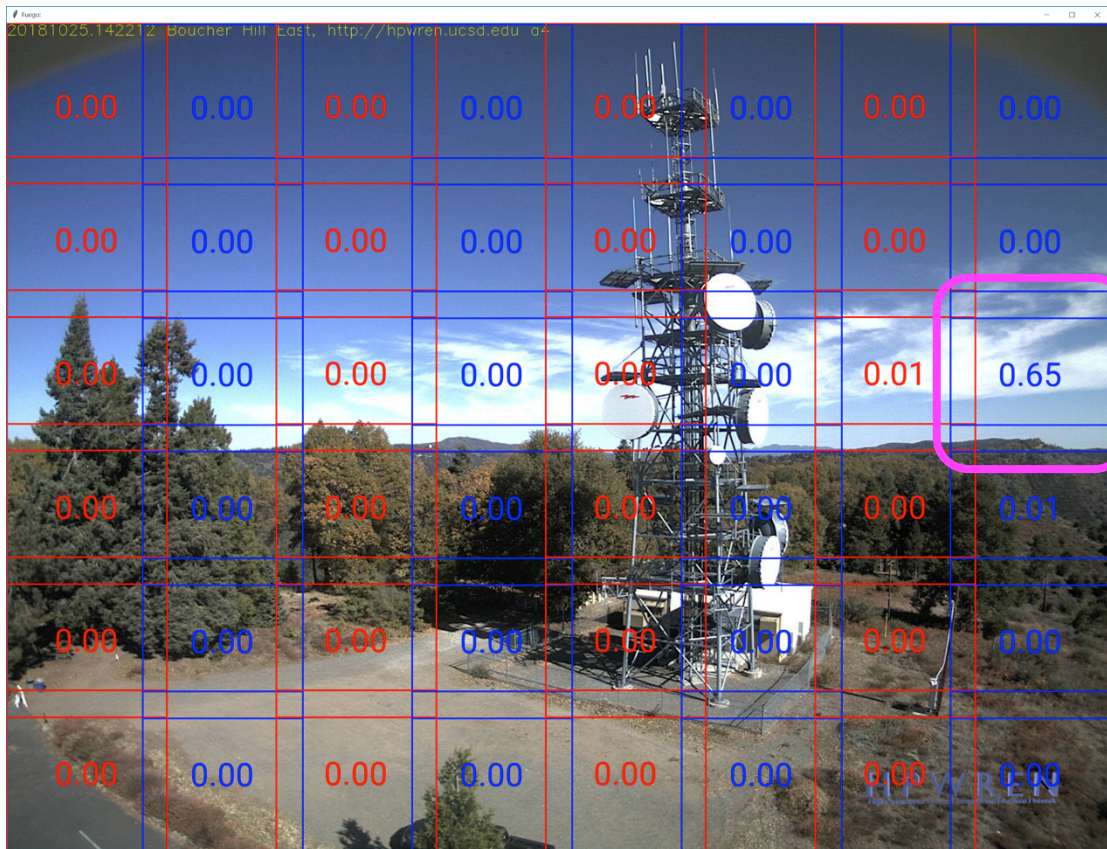 Fuego:
20181025.142212 Boucher Hill East, http://hpwren.ucsd.edu a4
0.00 0.00 0.00 0.00 0.00 0.00 0.00 0.00
0.00 0.00 0.00 0.00 0.00 0.00 0.00 0.00
0.00 0.00 0.00 0.00 0.00 0.00 0.01 0.65
0.00 0.00 0.00 0.00 0.00 0.00 0.00 0.01
0.00 0.00 0.00 0.00 0.00 0.00 0.00 0.00
0.00 0.00 0.00 0.00 0.00 0.00 0.00 0.00
HPWREN